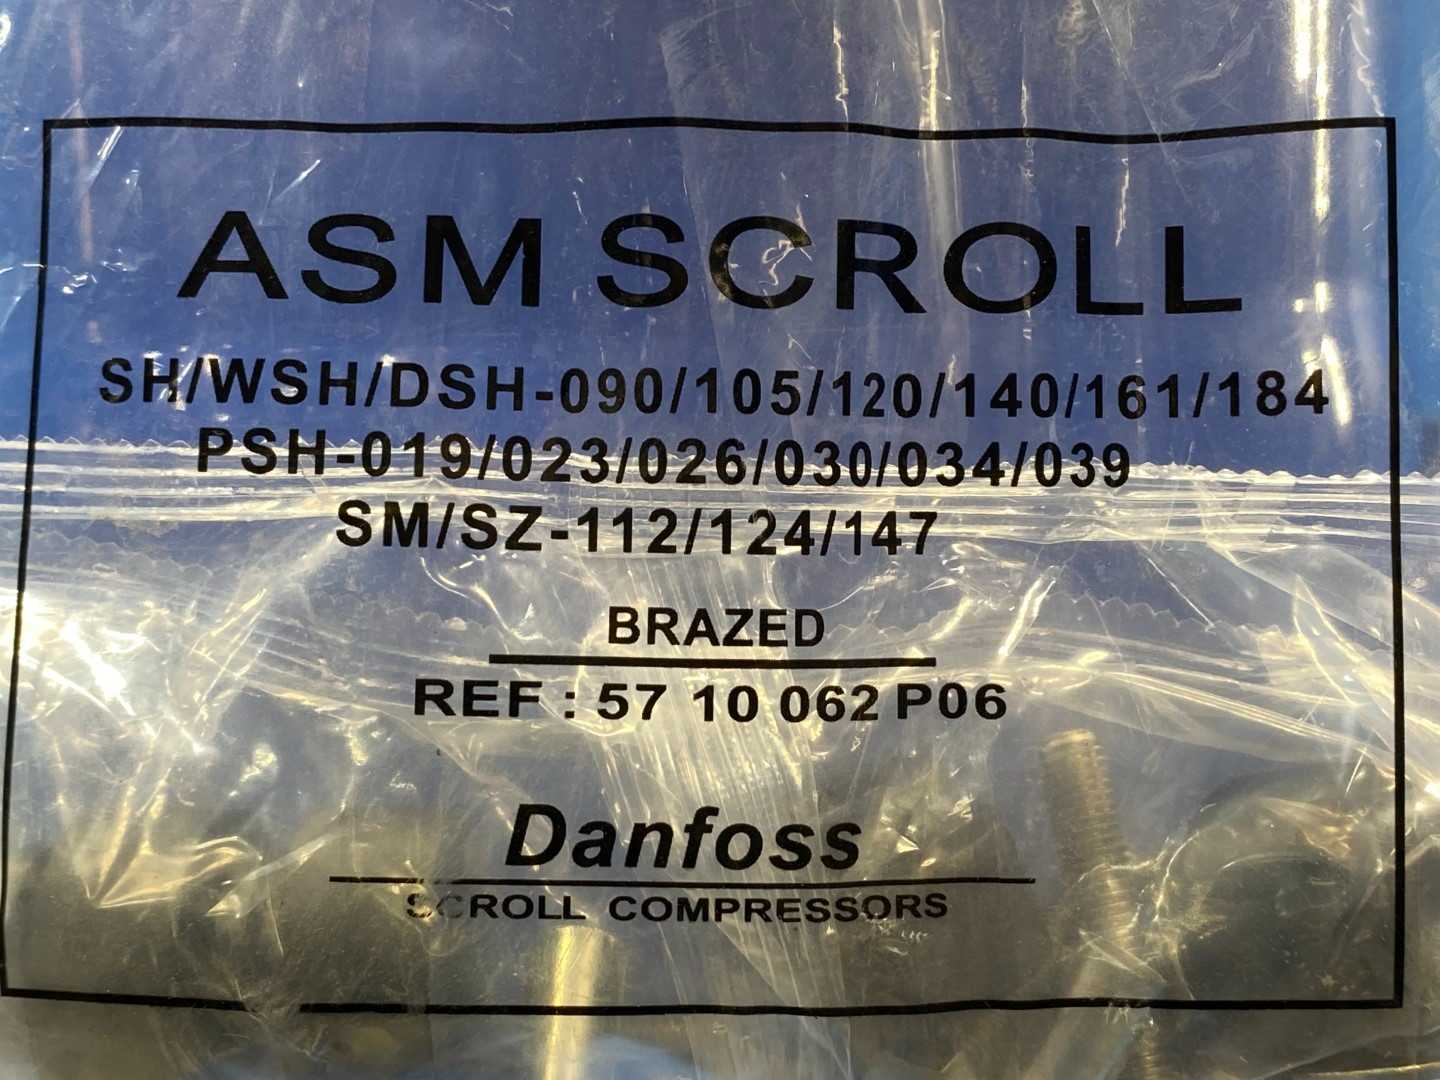 ASM SCROLL
SH/WSH/DSH-090/105/120/140/161/184
PSH-019/023/026/030/034/039
SM/SZ-112/124/147
BRAZED
REF : 57 10 062 P06
Danfoss
SCROLL COMPRESSORS